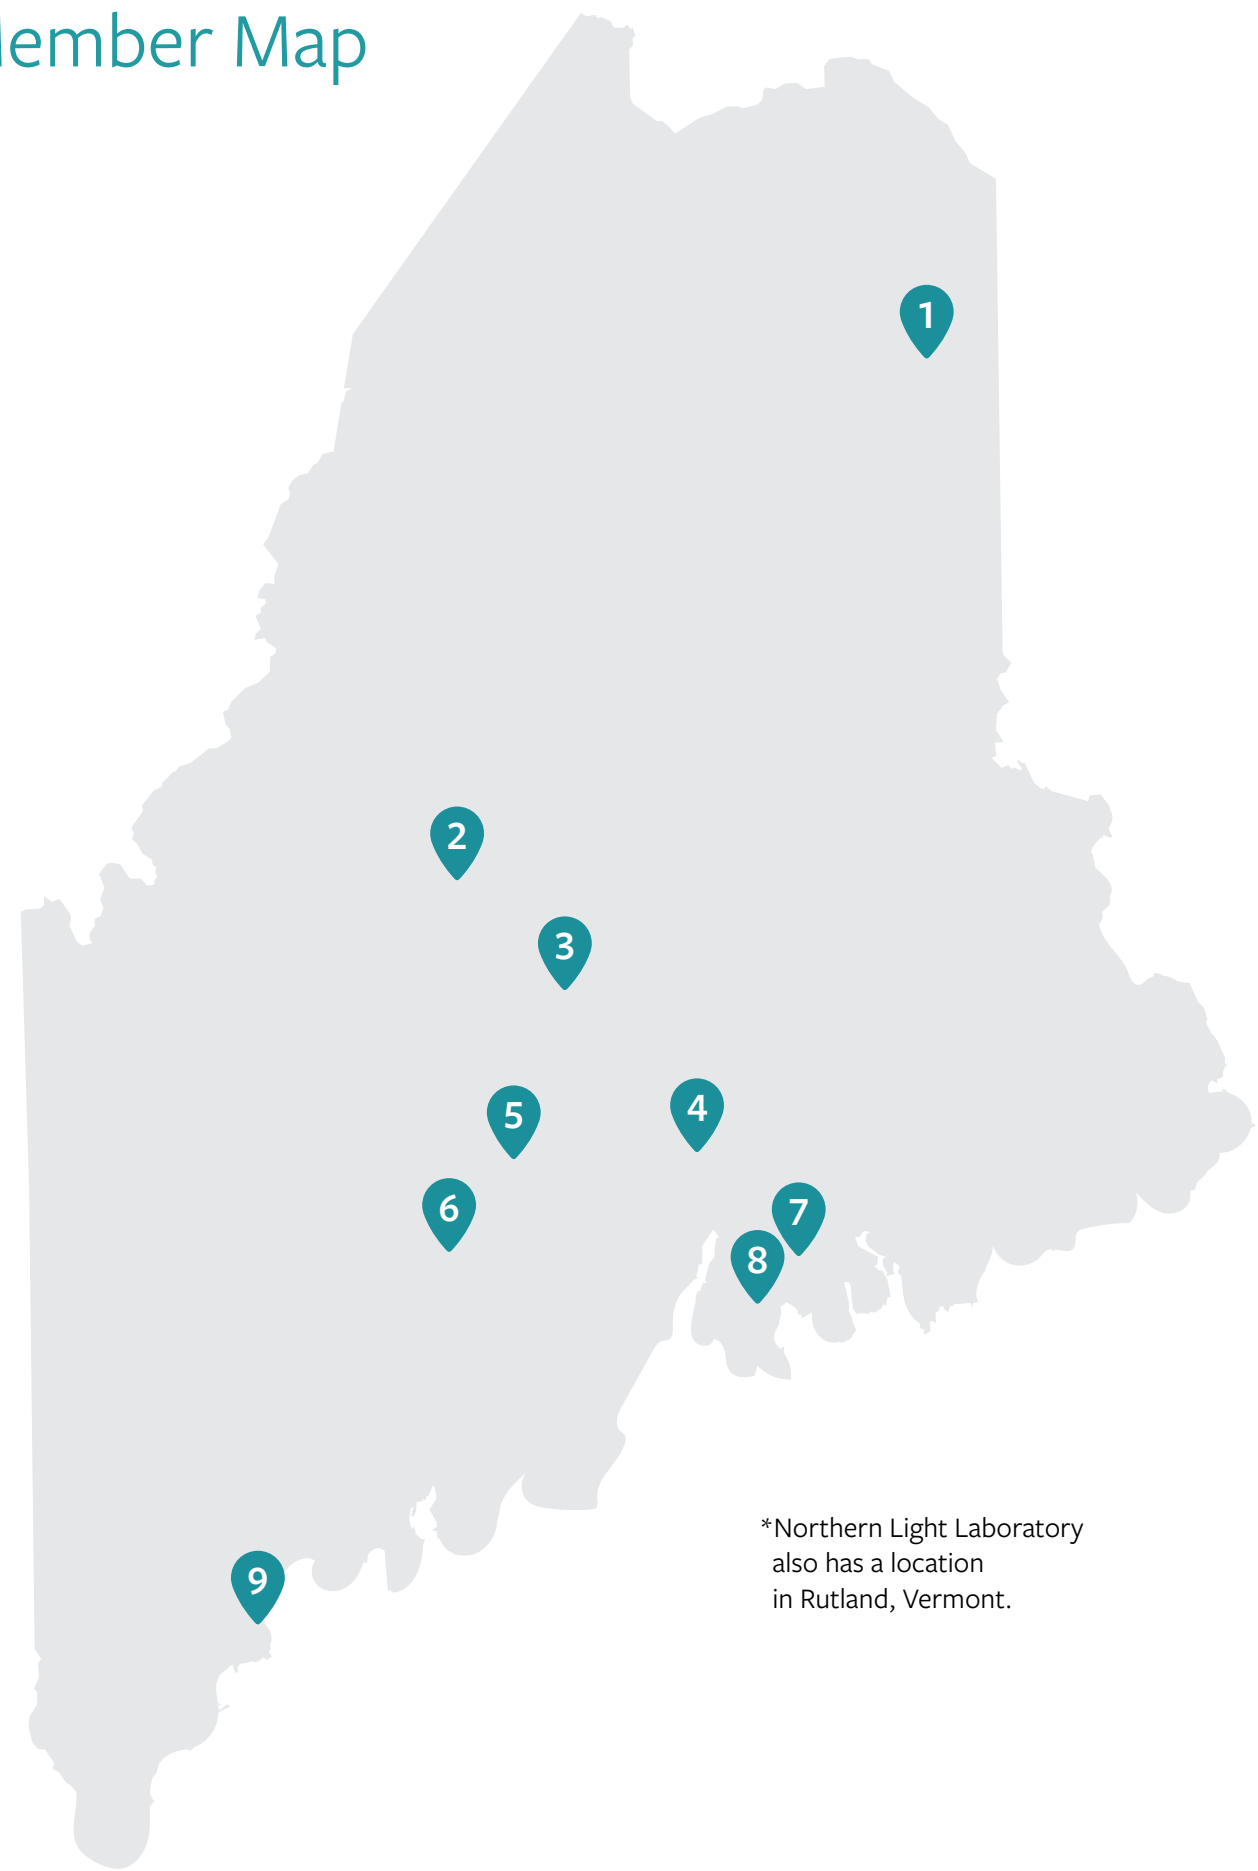 ember Map
1
2
3
4
5
6
7
8
9
*Northern Light Laboratory
also has a location
in Rutland, Vermont.